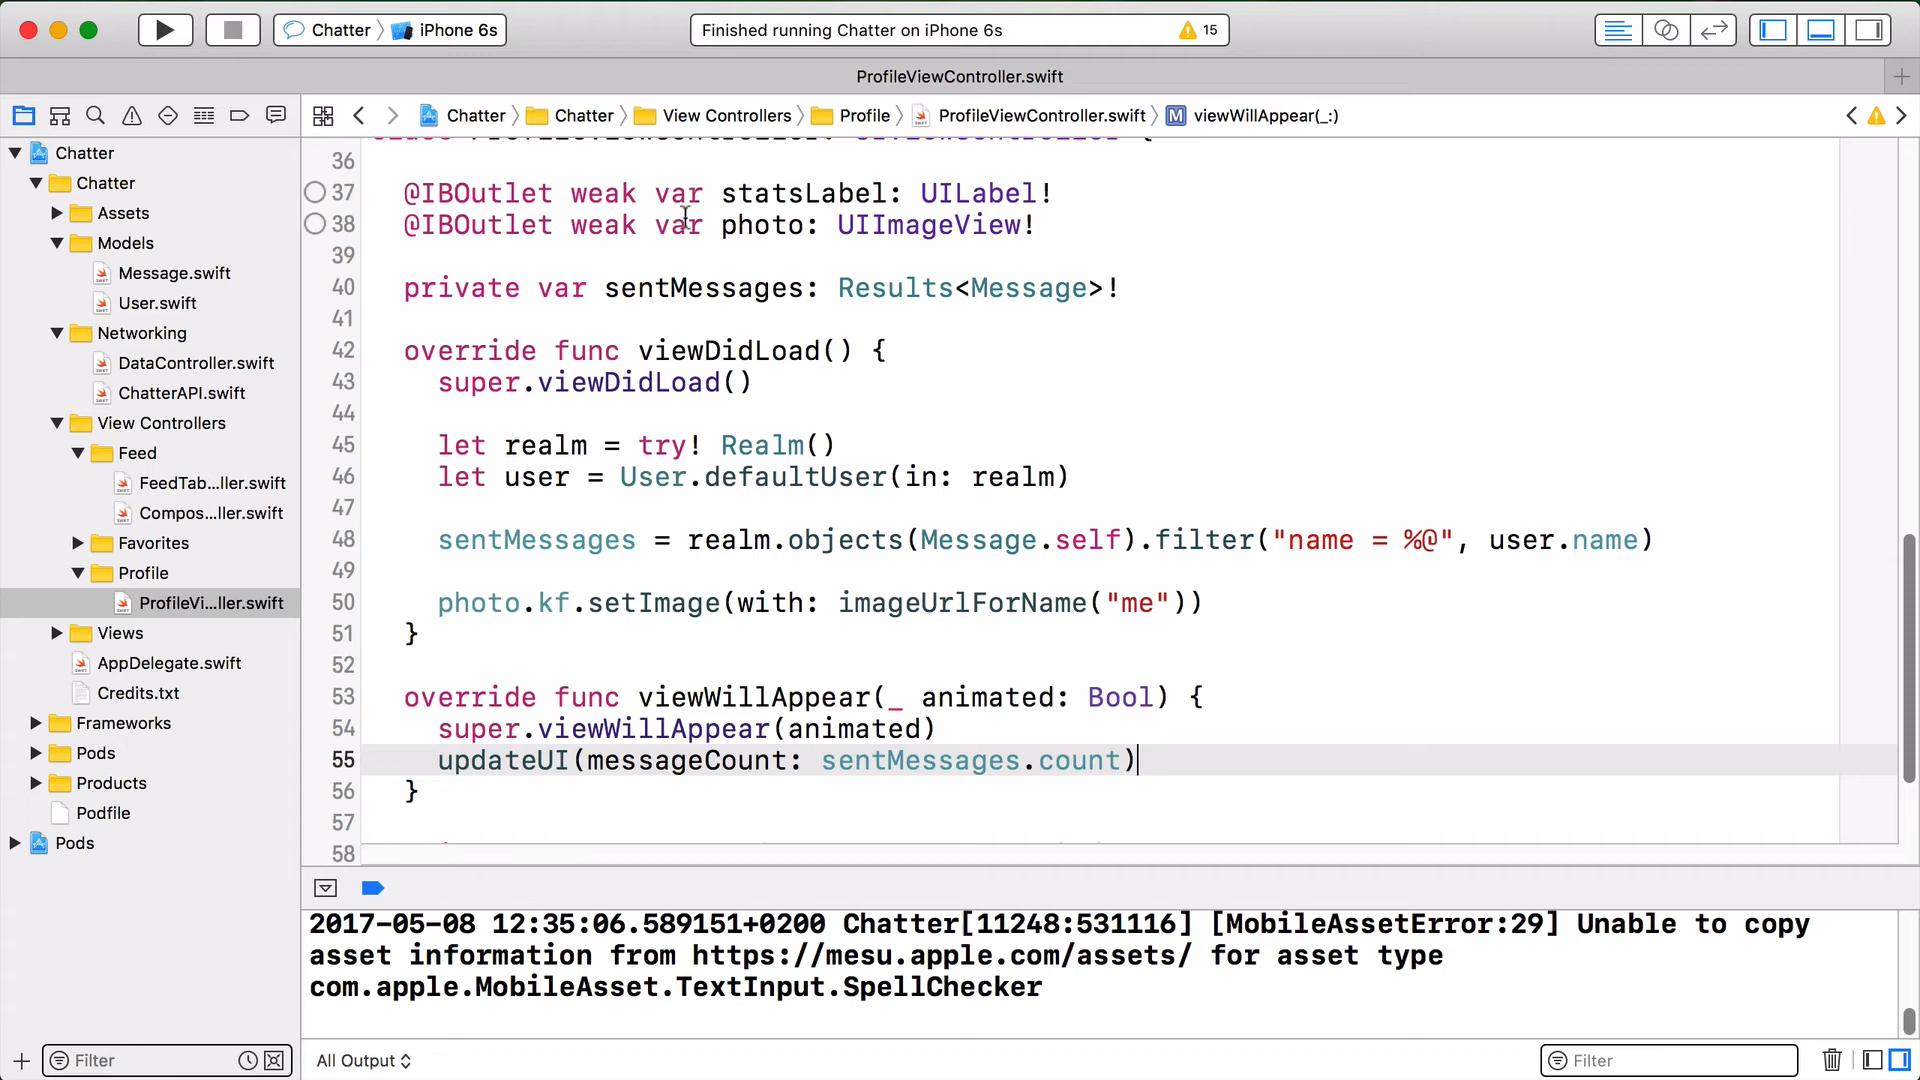 Chatter
iPhone 6s
Finished running Chatter on iPhone 6s
15
ProfileViewController.swift
Chatter
Chatter
View Controllers
Profile
ProfileViewController.swift
M
viewWillAppear(_:)
Chatter
Chatter
Assets
Models
Message.swift
User.swift
Networking
DataController.swift
ChatterAPI.swift
View Controllers
Feed
FeedTab...ller.swift
Compos...ller.swift
Favorites
Profile
ProfileVi...ller.swift
Views
AppDelegate.swift
Credits.txt
Frameworks
Pods
Products
Podfile
Pods
Filter
class ProfileViewController: UIViewController {
36
37 @IBOutlet weak var statsLabel: UILabel!
38 @IBOutlet weak var photo: UIImageView!
39
40 private var sentMessages: Results<Message>!
41
42 override func viewDidLoad() {
43 super.viewDidLoad()
44
45 let realm = try! Realm()
46 let user = User.defaultUser(in: realm)
47
48 sentMessages = realm.objects(Message.self).filter("name = %@", user.name)
49
50 photo.kf.setImage(with: imageUrlForName("me"))
51 }
52
53 override func viewWillAppear(_ animated: Bool) {
54 super.viewWillAppear(animated)
55 updateUI(messageCount: sentMessages.count)
56 }
57
58
2017-05-08 12:35:06.589151+0200 Chatter[11248:531116] [MobileAssetError:29] Unable to copy
asset information from https://mesu.apple.com/assets/ for asset type
com.apple.MobileAsset.TextInput.SpellChecker
All Output
Filter